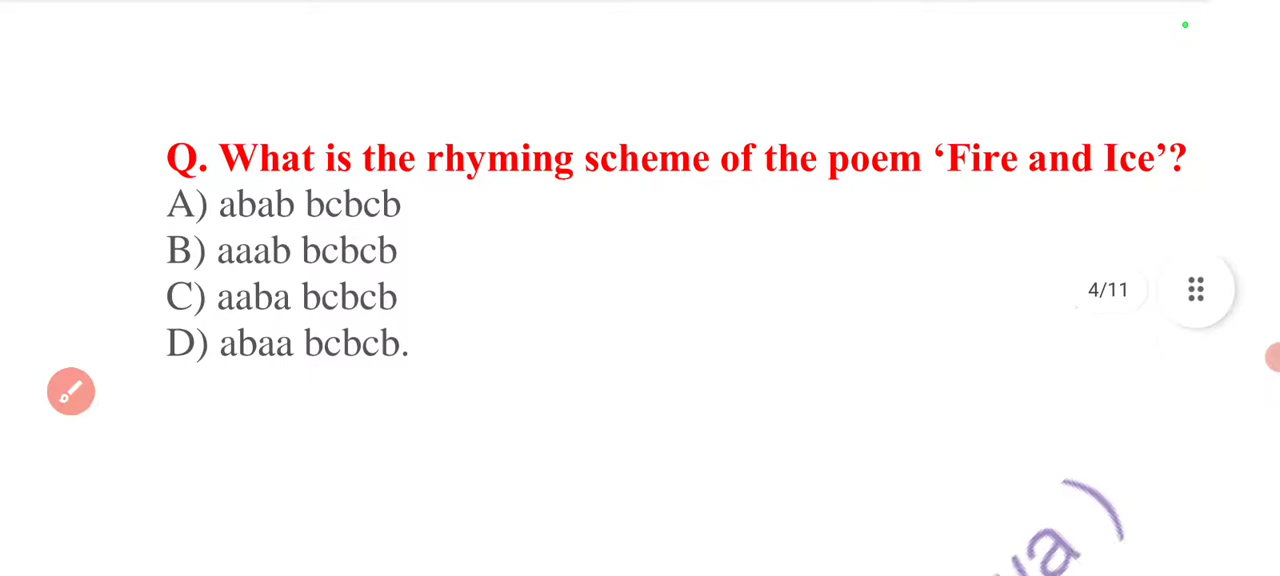 Q. What is the rhyming scheme of the poem ‘Fire and Ice’?
A) abab bcbcb
B) aaab bcbcb
C) aaba bcbcb
4/11
D) abaa bcbcb.